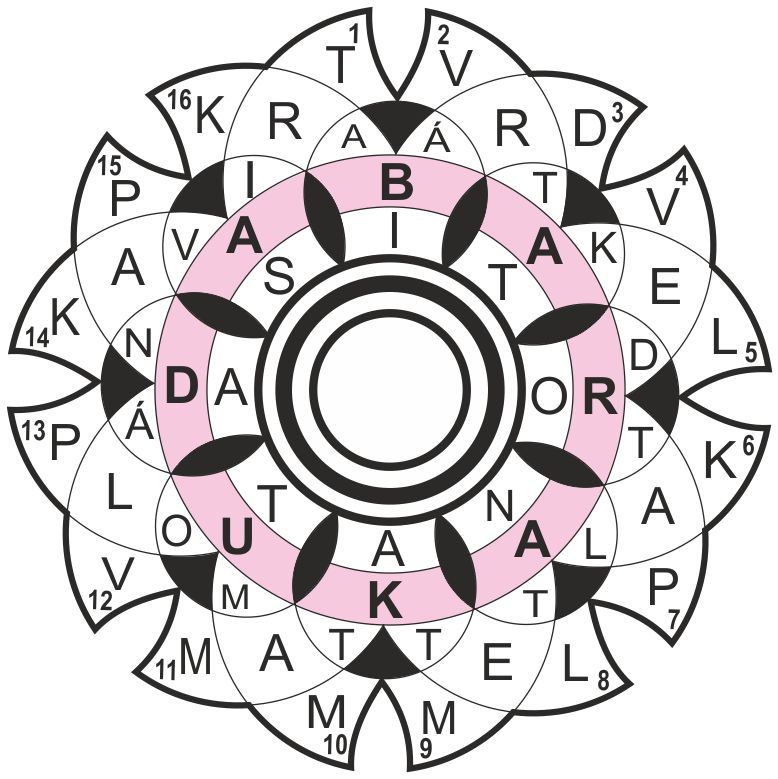 1 T
2 V
3 D
4 V
5 L
6 K
7 P
8 L
9 M
10 M
11 M
12 V
13 P
14 K
15 P
16 K
R R E A E A L A
A Á T K D T L T T T M O Á N V I
B A R A K U D A
I T O N A T A S